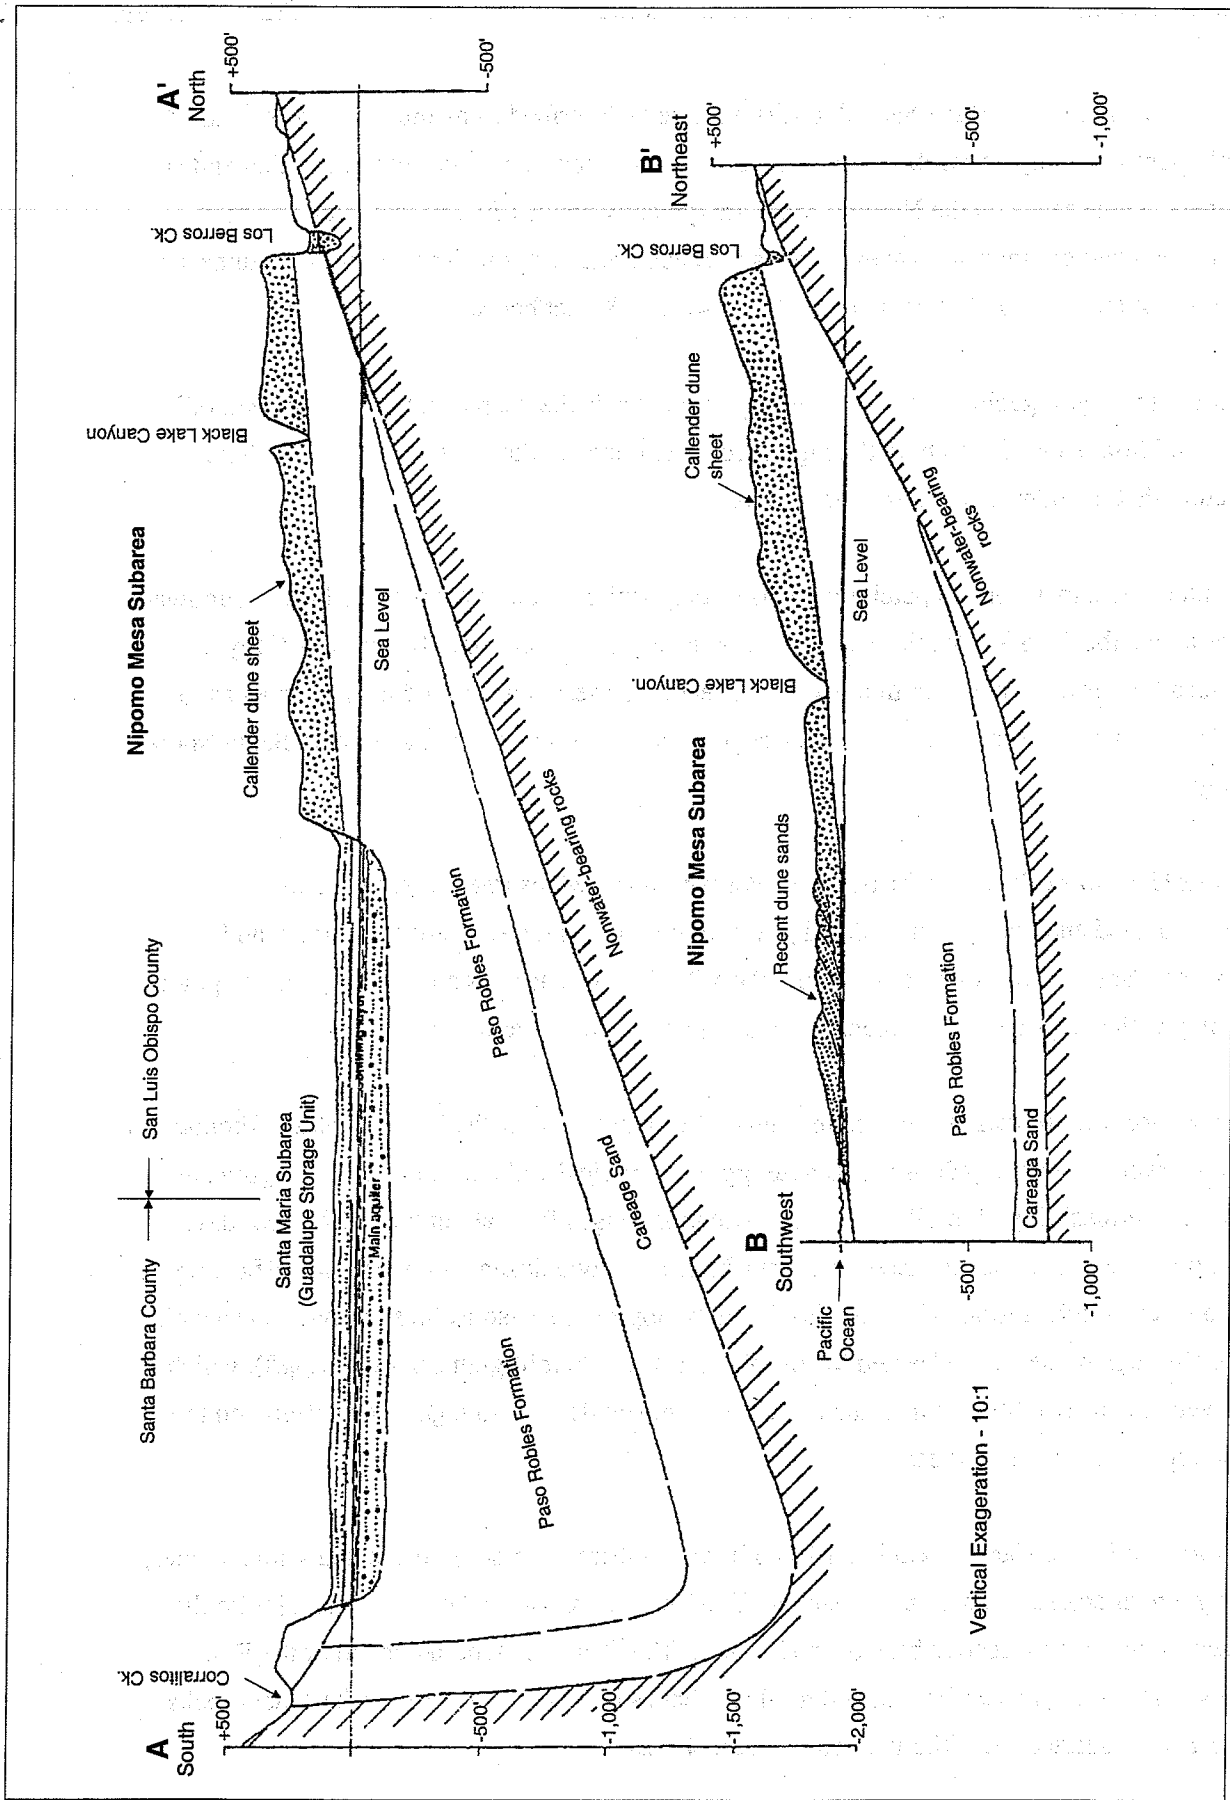 A
South
A'
North
+500'
-500'
-1,000'
-1,500'
-2,000'
+500'
-500'
Corralitos Ck.
Santa Barbara County
San Luis Obispo County
Santa Maria Subarea
(Guadalupe Storage Unit)
Main aquifer
Nipomo Mesa Subarea
Callender dune sheet
Black Lake Canyon
Los Berros Ck.
Sea Level
Paso Robles Formation
Paso Robles Formation
Careage Sand
Nonwater-bearing rocks
B
Southwest
B'
Northeast
Pacific
Ocean
-500'
-1,000'
+500'
-500'
-1,000'
Nipomo Mesa Subarea
Recent dune sands
Black Lake Canyon.
Callender dune
sheet
Los Berros Ck.
Sea Level
Paso Robles Formation
Careaga Sand
Nonwater-bearing
rocks
Vertical Exageration - 10:1